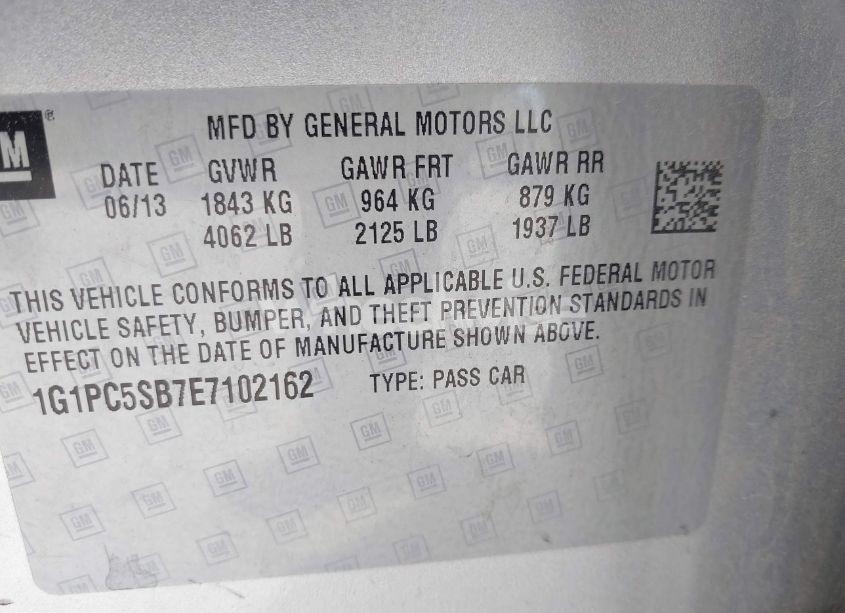 GM®
MFD BY GENERAL MOTORS LLC
DATE GVWR GAWR FRT GAWR RR
06/13 1843 KG 964 KG 879 KG
4062 LB 2125 LB 1937 LB
THIS VEHICLE CONFORMS TO ALL APPLICABLE U.S. FEDERAL MOTOR
VEHICLE SAFETY, BUMPER, AND THEFT PREVENTION STANDARDS IN
EFFECT ON THE DATE OF MANUFACTURE SHOWN ABOVE.
1G1PC5SB7E7102162 TYPE: PASS CAR